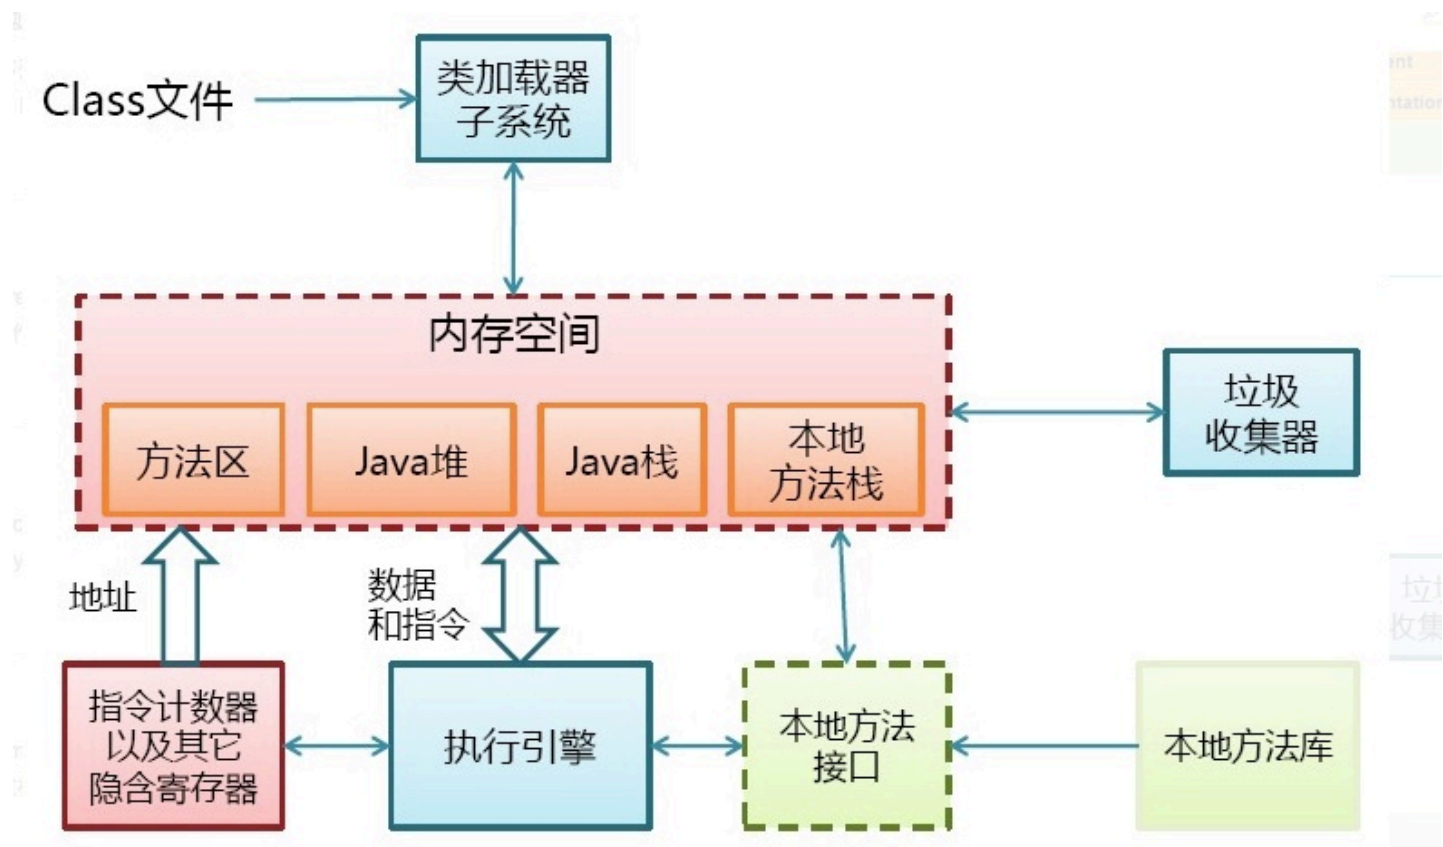 Class文件
类加载器
子系统
内存空间
方法区
Java堆
Java栈
本地
方法栈
垃圾
收集器
地址
数据
和指令
指令计数器
以及其它
隐含寄存器
执行引擎
本地方法
接口
本地方法库